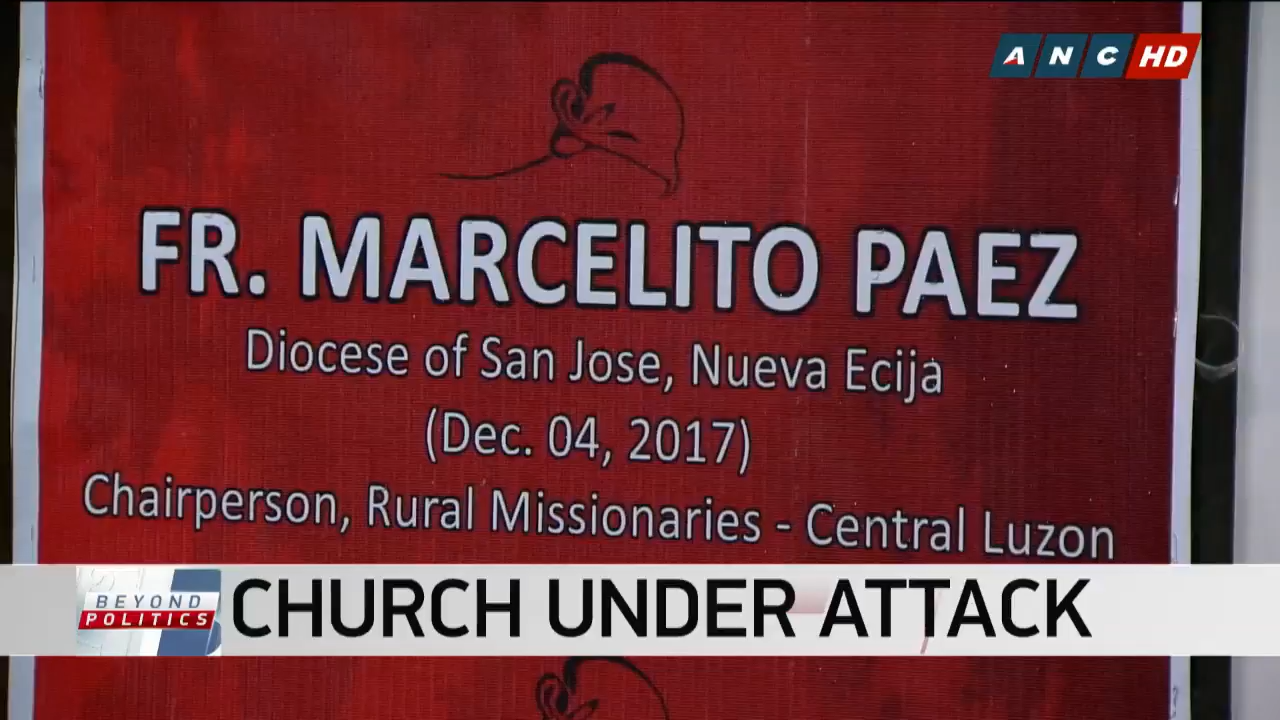 ANC HD
FR. MARCELITO PAEZ
Diocese of San Jose, Nueva Ecija
(Dec. 04, 2017)
Chairperson, Rural Missionaries - Central Luzon
BEYOND
POLITICS
CHURCH UNDER ATTACK